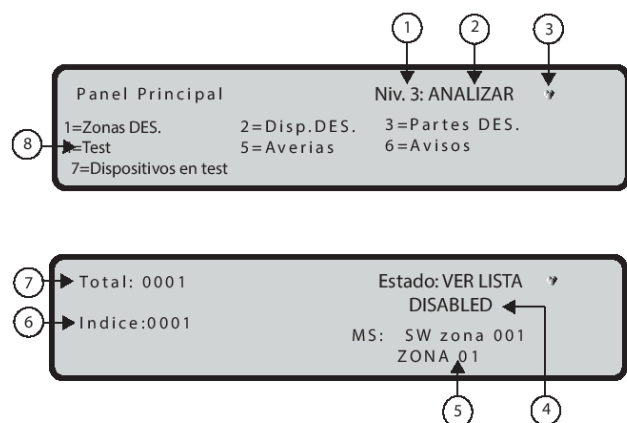 1 2 3
Panel Principal Niv. 3: ANALIZAR
1=Zonas DES. 2=Disp.DES. 3=Partes DES.
8 =Test 5=Averias 6=Avisos
7=Dispositivos en test
7 Total: 0001 Estado: VER LISTA
DISABLED
6 Indice:0001
MS: SW zona 001
ZONA 01
5 4